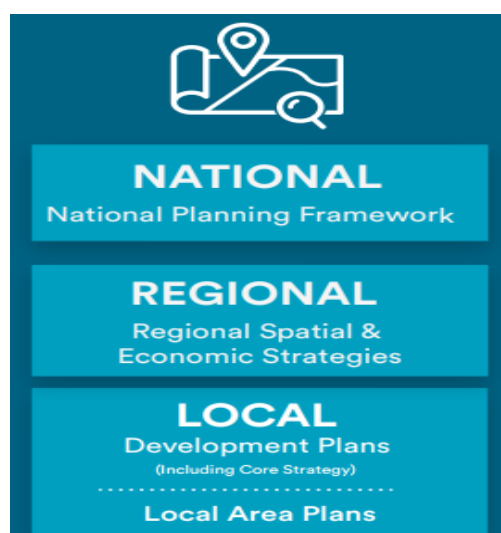 NATIONAL
National Planning Framework
REGIONAL
Regional Spatial &
Economic Strategies
LOCAL
Development Plans
(Including Core Strategy)
Local Area Plans